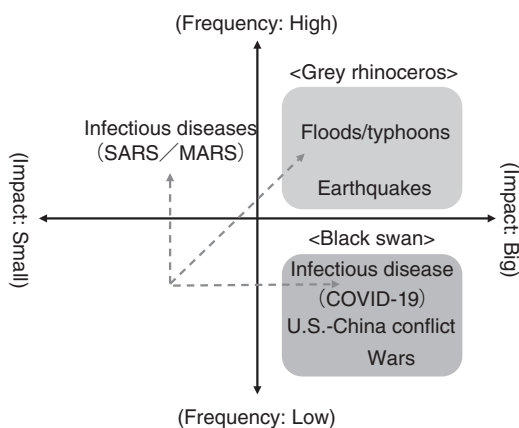 (Frequency: High)
<Grey rhinoceros>
Infectious diseases
（SARS／MARS）
Floods/typhoons
Earthquakes
(Impact: Small)
(Impact: Big)
<Black swan>
Infectious disease
（COVID-19）
U.S.-China conflict
Wars
(Frequency: Low)